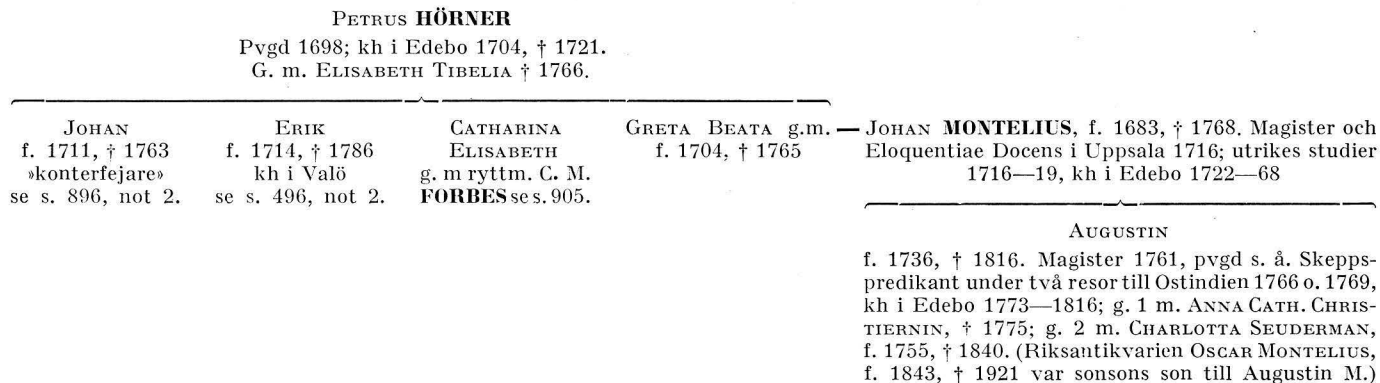 PETRUS HÖRNER
Pvgd 1698; kh i Edebo 1704, † 1721.
G. m. ELISABETH TIBELIA † 1766.
JOHAN
f. 1711, † 1763
»konterfejare»
se s. 896, not 2.
ERIK
f. 1714, † 1786
kh i Valö
se s. 496, not 2.
CATHARINA
ELISABETH
g. m ryttm. C. M.
FORBES se s. 905.
GRETA BEATA g.m.
f. 1704, † 1765
JOHAN MONTELIUS, f. 1683, † 1768. Magister och
Eloquentiae Docens i Uppsala 1716; utrikes studier
1716—19, kh i Edebo 1722—68
AUGUSTIN
f. 1736, † 1816. Magister 1761, pvgd s. å. Skepps-
predikant under två resor till Ostindien 1766 o. 1769,
kh i Edebo 1773—1816; g. 1 m. ANNA CATH. CHRIS-
TIERNIN, † 1775; g. 2 m. CHARLOTTA SEUDERMAN,
f. 1755, † 1840. (Riksantikvarien OSCAR MONTELIUS,
f. 1843, † 1921 var sonsons son till Augustin M.)